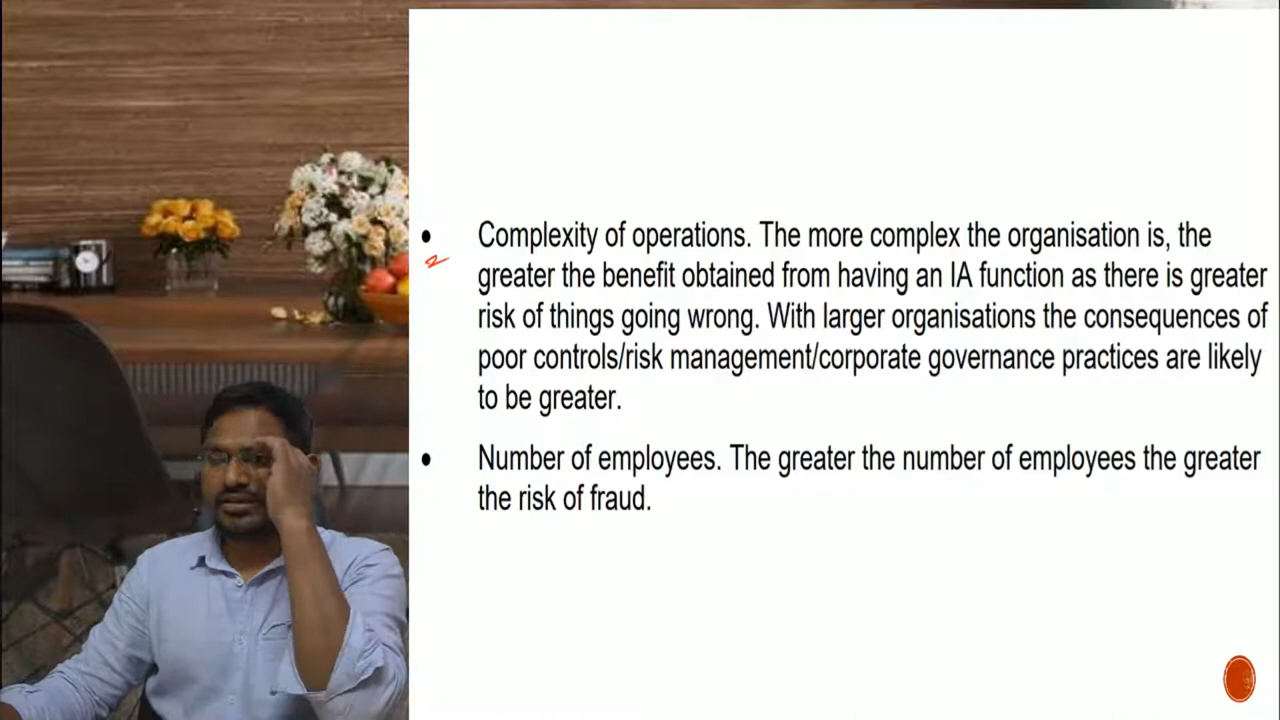 • Complexity of operations. The more complex the organisation is, the
greater the benefit obtained from having an IA function as there is greater
risk of things going wrong. With larger organisations the consequences of
poor controls/risk management/corporate governance practices are likely
to be greater.
• Number of employees. The greater the number of employees the greater
the risk of fraud.